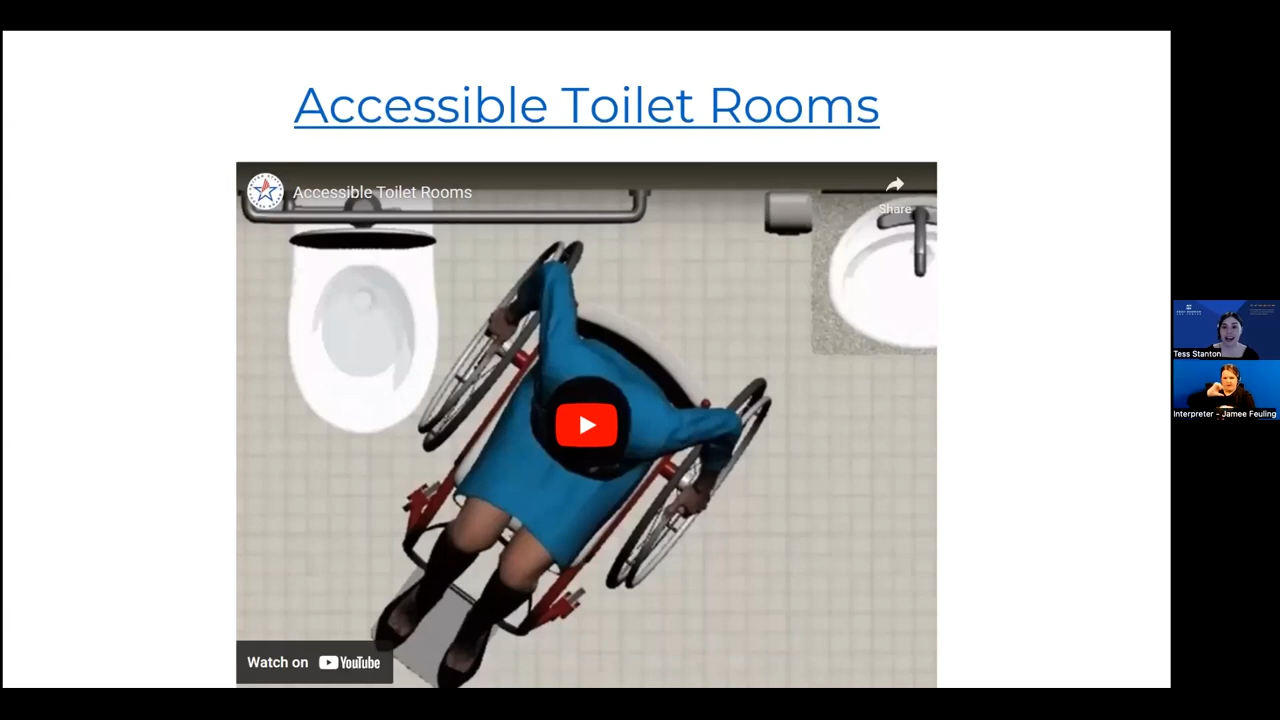 Accessible Toilet Rooms
Accessible Toilet Rooms
Share
Watch on YouTube
Tess Stanton
Interpreter - Jamee Feuling